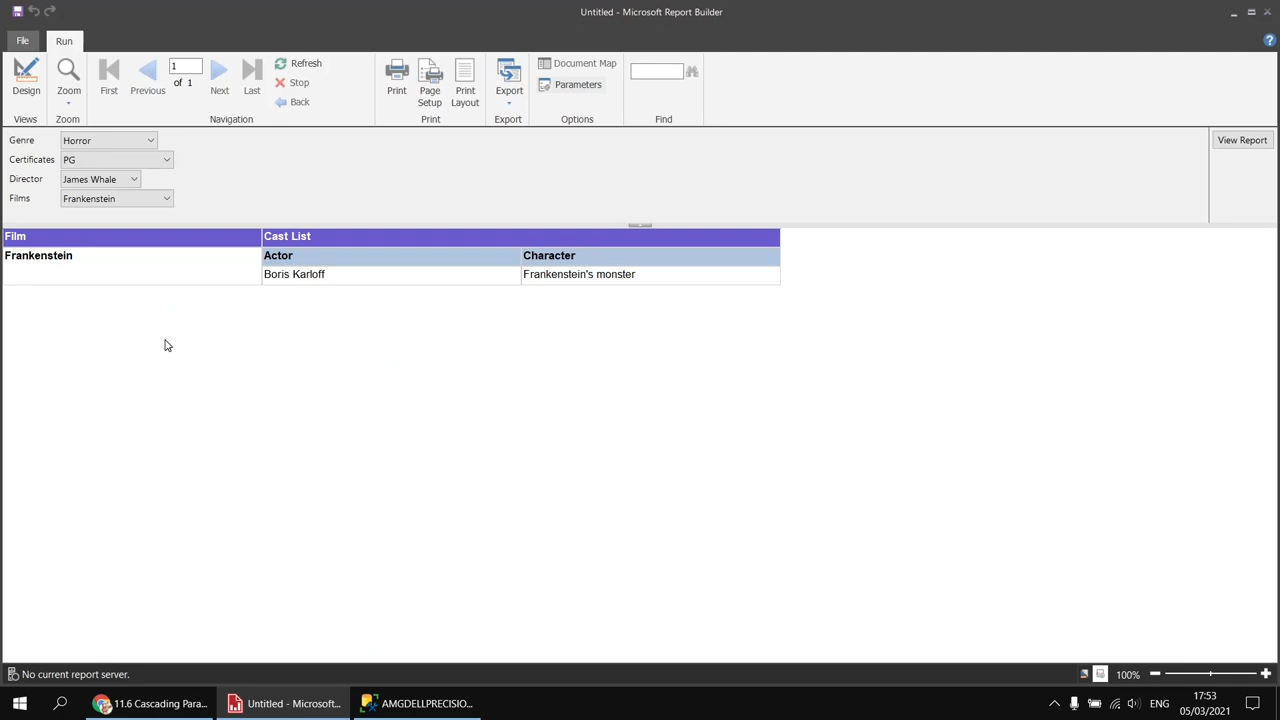 Untitled - Microsoft Report Builder
File
Run
Design
Views
Zoom
Zoom
First
Previous
1
of 1
Next
Last
Refresh
Stop
Back
Navigation
Print
Page Setup
Print Layout
Print
Export
Export
Document Map
Parameters
Options
Find
Genre
Horror
Certificates
PG
Director
James Whale
Films
Frankenstein
View Report
Film
Cast List
Frankenstein
Actor
Character
Boris Karloff
Frankenstein's monster
No current report server.
100%
11.6 Cascading Para...
Untitled - Microsoft...
AMGDELLPRECISIO...
ENG
17:53
05/03/2021